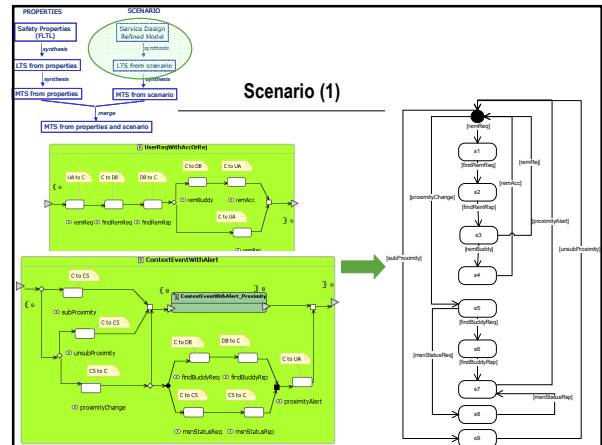 PROPERTIES
SCENARIO
Safety Properties
(FLTL)
Service Design
Refined Model
synthesis
synthesis
LTS from properties
LTS from scenario
synthesis
synthesis
MTS from properties
MTS from scenario
merge
MTS from properties and scenario
Scenario (1)
UserReqWithAccOrRej
C to DB
C to UA
UA to C
C to DB
DB to C
{ e
remBuddy
remAcc
remReq
findRemReq
findRemRsp
C to UA
} e
remRej
ContextEventWithAlert
{ e
C to CS
{ e
ContextEventWithAlert_Proximity
} e
} e
subProximity
C to CS
unsubProximity
C to DB
DB to C
CS to C
C to UA
findBuddyReq
findBuddyRsp
C to CS
CS to C
proximityChange
proximityAlert
msnStatusReq
msnStatusRsp
[remReq]
s1
[remRej]
[findRemReq]
[remAcc]
s2
[proximityChange]
[findRemRsp]
[proximityAlert]
s3
[unsubProximity]
[remBuddy]
[subProximity]
s4
s5
[findBuddyReq]
[msnStatusReq]
s6
[findBuddyRsp]
s7
[msnStatusRsp]
s8
s9